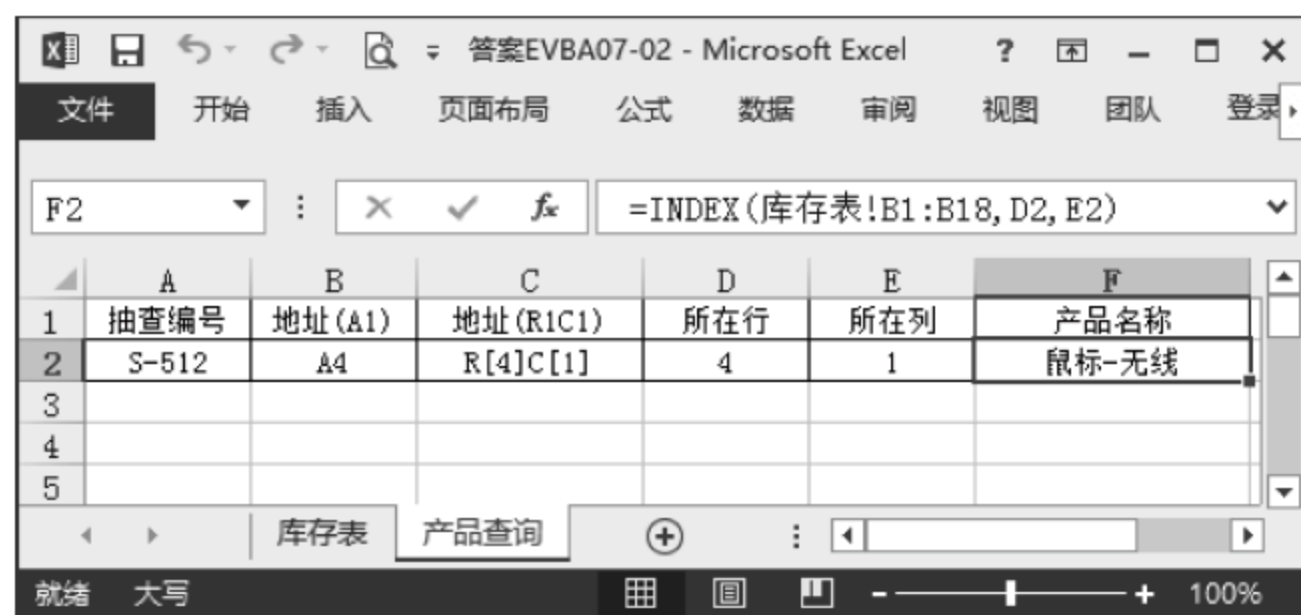 答案EVBA07-02 - Microsoft Excel ?
文件 开始 插入 页面布局 公式 数据 审阅 视图 团队 登录
F2 fx =INDEX(库存表!B1:B18,D2,E2)
A B C D E F
1 抽查编号 地址(A1) 地址(R1C1) 所在行 所在列 产品名称
2 S-512 A4 R[4]C[1] 4 1 鼠标-无线
3
4
5
库存表 产品查询
就绪 大写 100%